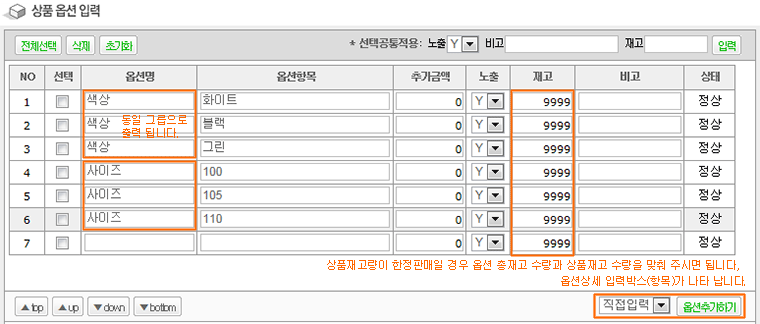 상품 옵션 입력
전체선택 삭제 초기화 * 선택공통적용: 노출 Y 비고 재고 입력
NO 선택 옵션명 옵션항목 추가금액 노출 재고 비고 상태
1 색상 화이트 0 Y 9999 정상
2 색상 블랙 0 Y 9999 정상
동일 그룹으로
출력 됩니다.
3 색상 그린 0 Y 9999 정상
4 사이즈 100 0 Y 9999 정상
5 사이즈 105 0 Y 9999 정상
6 사이즈 110 0 Y 9999 정상
7 0 Y 9999 정상
상품재고량이 한정판매일 경우 옵션 총재고 수량과 상품재고 수량을 맞춰 주시면 됩니다,
옵션상세 입력박스(항목)가 나타 납니다.
▲top ▲up ▼down ▼bottom 직접입력 옵션추가하기